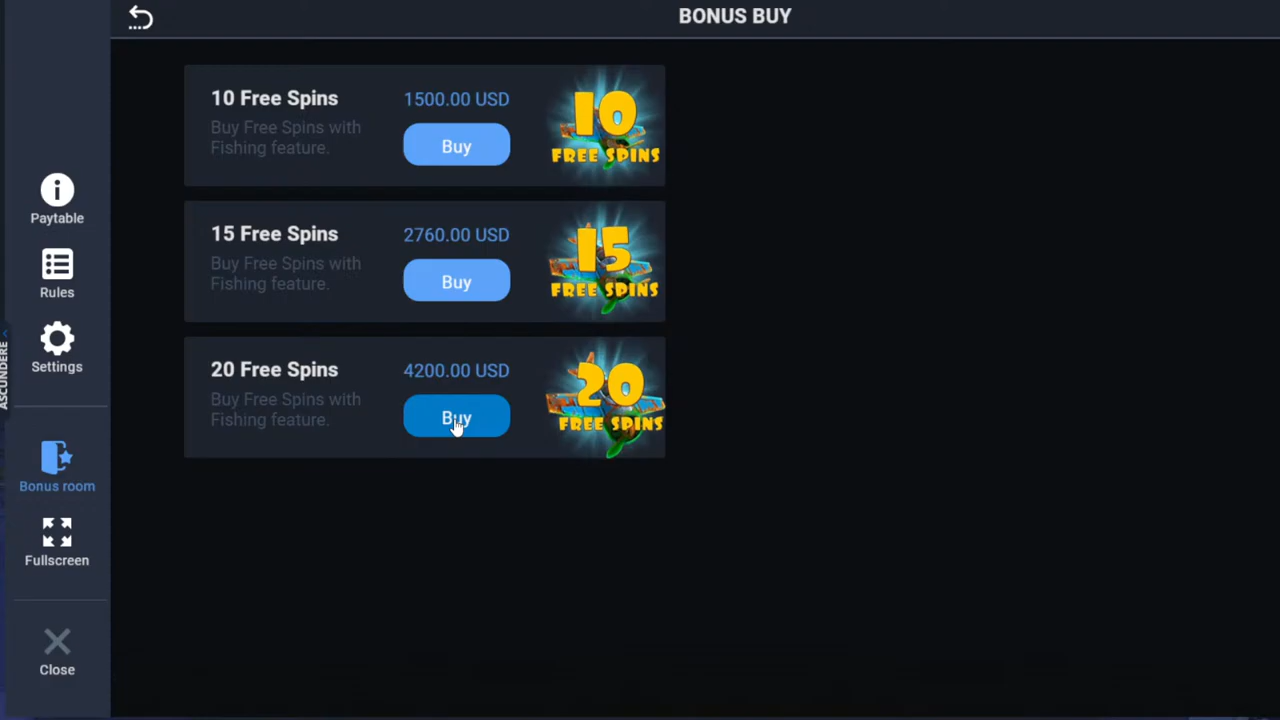 BONUS BUY
10 Free Spins
1500.00 USD
Buy Free Spins with
Fishing feature.
Buy
10
FREE SPINS
15 Free Spins
2760.00 USD
Buy Free Spins with
Fishing feature.
Buy
15
FREE SPINS
20 Free Spins
4200.00 USD
Buy Free Spins with
Fishing feature.
Buy
20
FREE SPINS
Paytable
Rules
Settings
Bonus room
Fullscreen
Close
ASCUNDERE